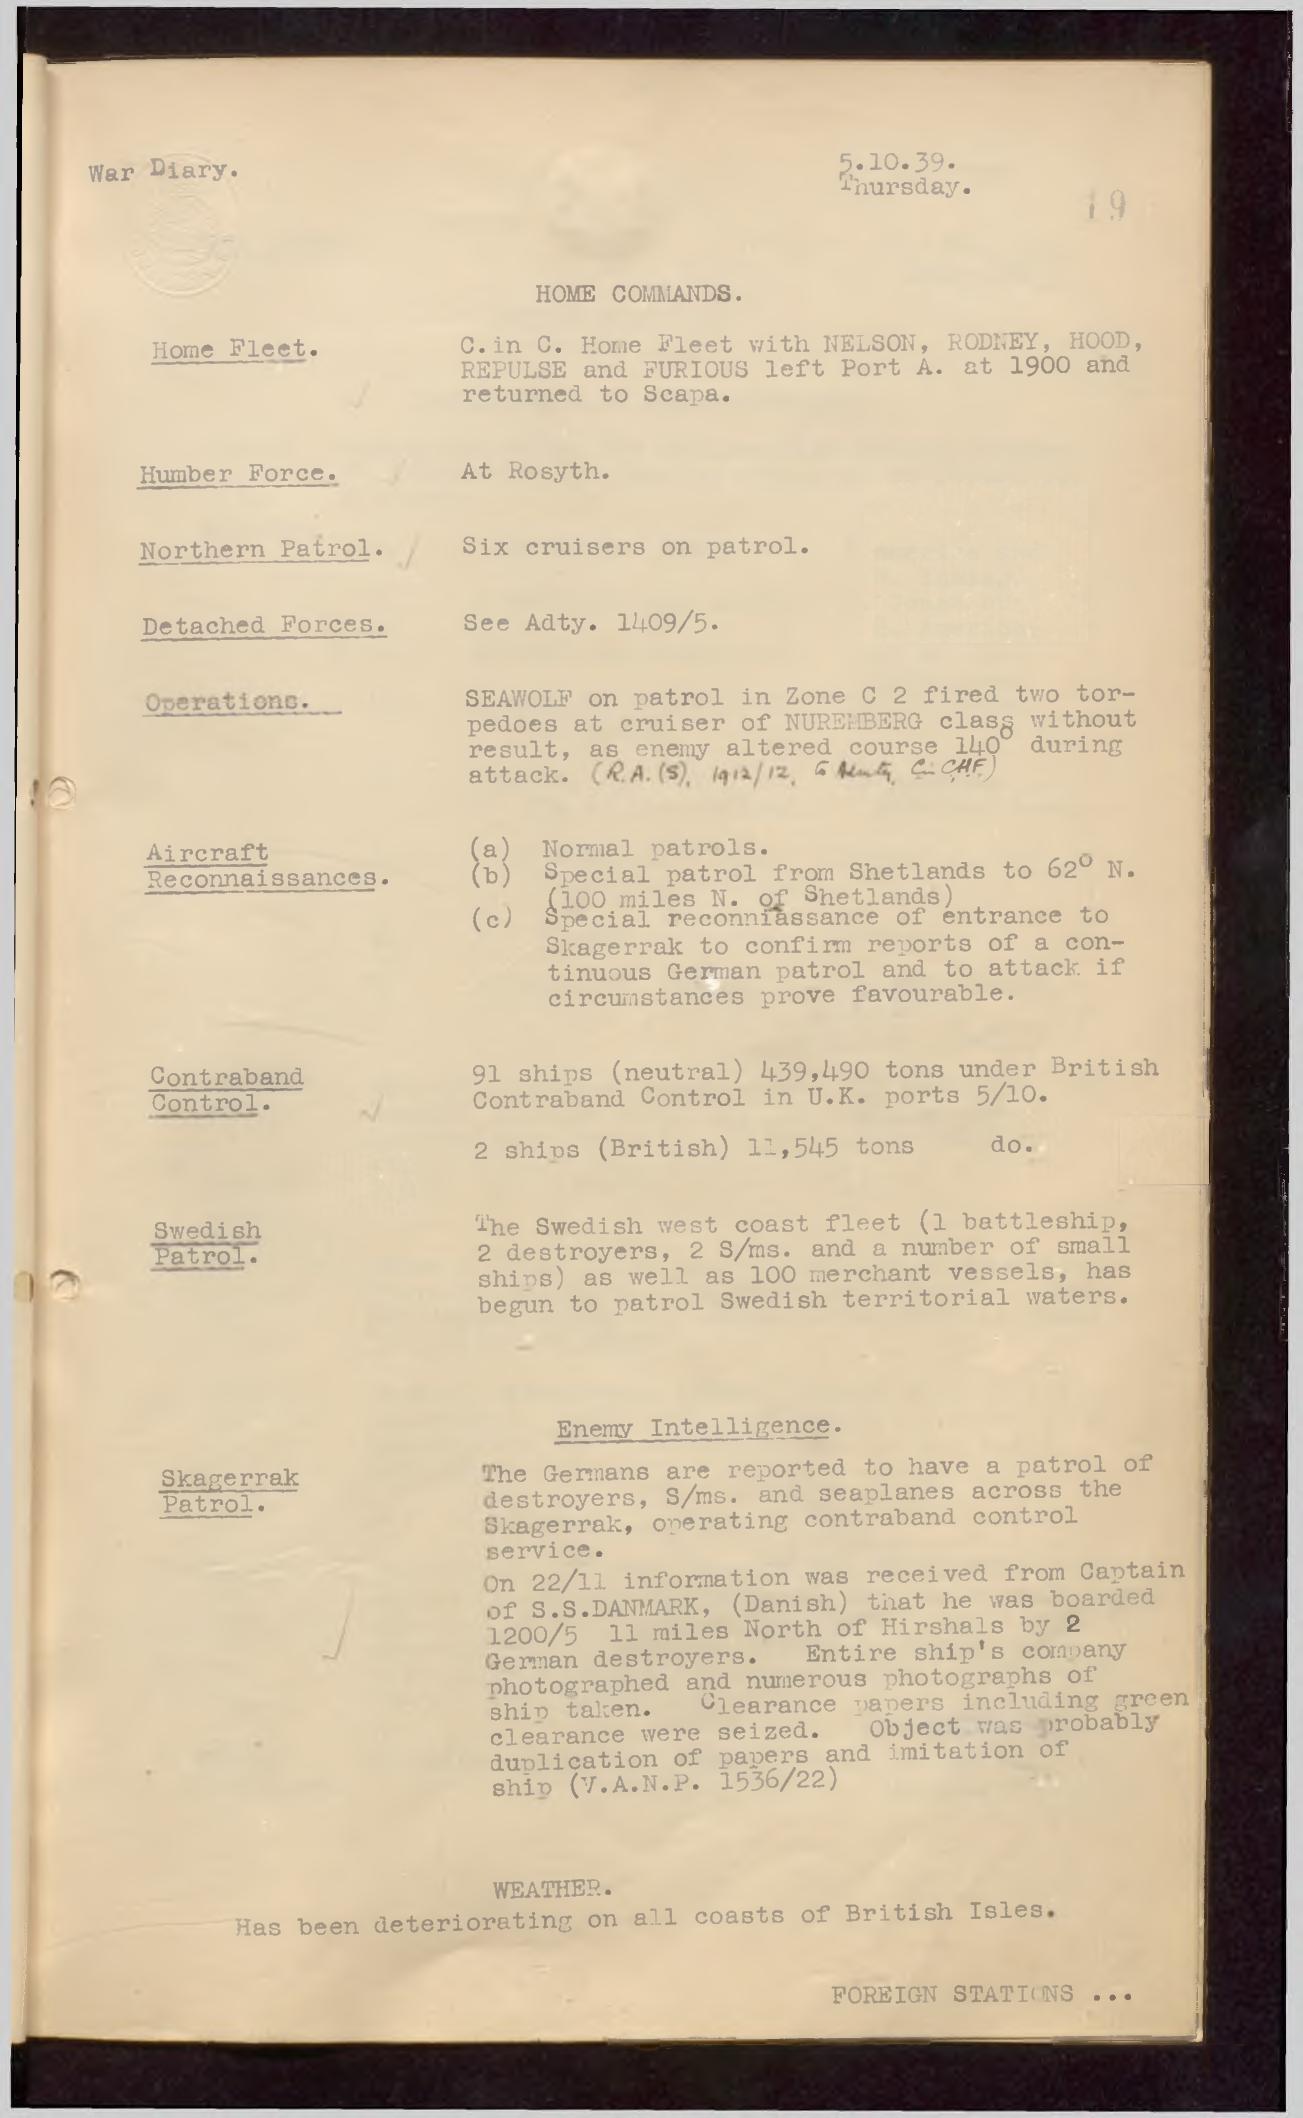 War Diary.
5.10.39.
Thursday.
19
HOME COMMANDS.
Home Fleet.
C.in C. Home Fleet with NELSON, RODNEY, HOOD,
REPULSE and FURIOUS left Port A. at 1900 and
returned to Scapa.
Humber Force.
At Rosyth.
Northern Patrol.
Six cruisers on patrol.
Detached Forces.
See Adty. 1409/5.
Operations.
SEAWOLF on patrol in Zone C 2 fired two tor-
pedoes at cruiser of NUREMBERG class without
result, as enemy altered course 140° during
attack. (R.A.(S), 1912/12, to C in C H.F.)
Aircraft
Reconnaissances.
(a) Normal patrols.
(b) Special patrol from Shetlands to 62° N.
(100 miles N. of Shetlands)
(c) Special reconniassance of entrance to
Skagerrak to confirm reports of a con-
tinuous German patrol and to attack if
circumstances prove favourable.
Contraband
Control.
91 ships (neutral) 439,490 tons under British
Contraband Control in U.K. ports 5/10.
2 ships (British) 11,545 tons do.
Swedish
Patrol.
The Swedish west coast fleet (1 battleship,
2 destroyers, 2 S/ms. and a number of small
ships) as well as 100 merchant vessels, has
begun to patrol Swedish territorial waters.
Enemy Intelligence.
Skagerrak
Patrol.
The Germans are reported to have a patrol of
destroyers, S/ms. and seaplanes across the
Skagerrak, operating contraband control
service.
On 22/11 information was received from Captain
of S.S.DANMARK, (Danish) that he was boarded
1200/5 11 miles North of Hirshals by 2
German destroyers. Entire ship's company
photographed and numerous photographs of
ship taken. Clearance papers including green
clearance were seized. Object was probably
duplication of papers and imitation of
ship (V.A.N.P. 1536/22)
WEATHER.
Has been deteriorating on all coasts of British Isles.
FOREIGN STATIONS ...